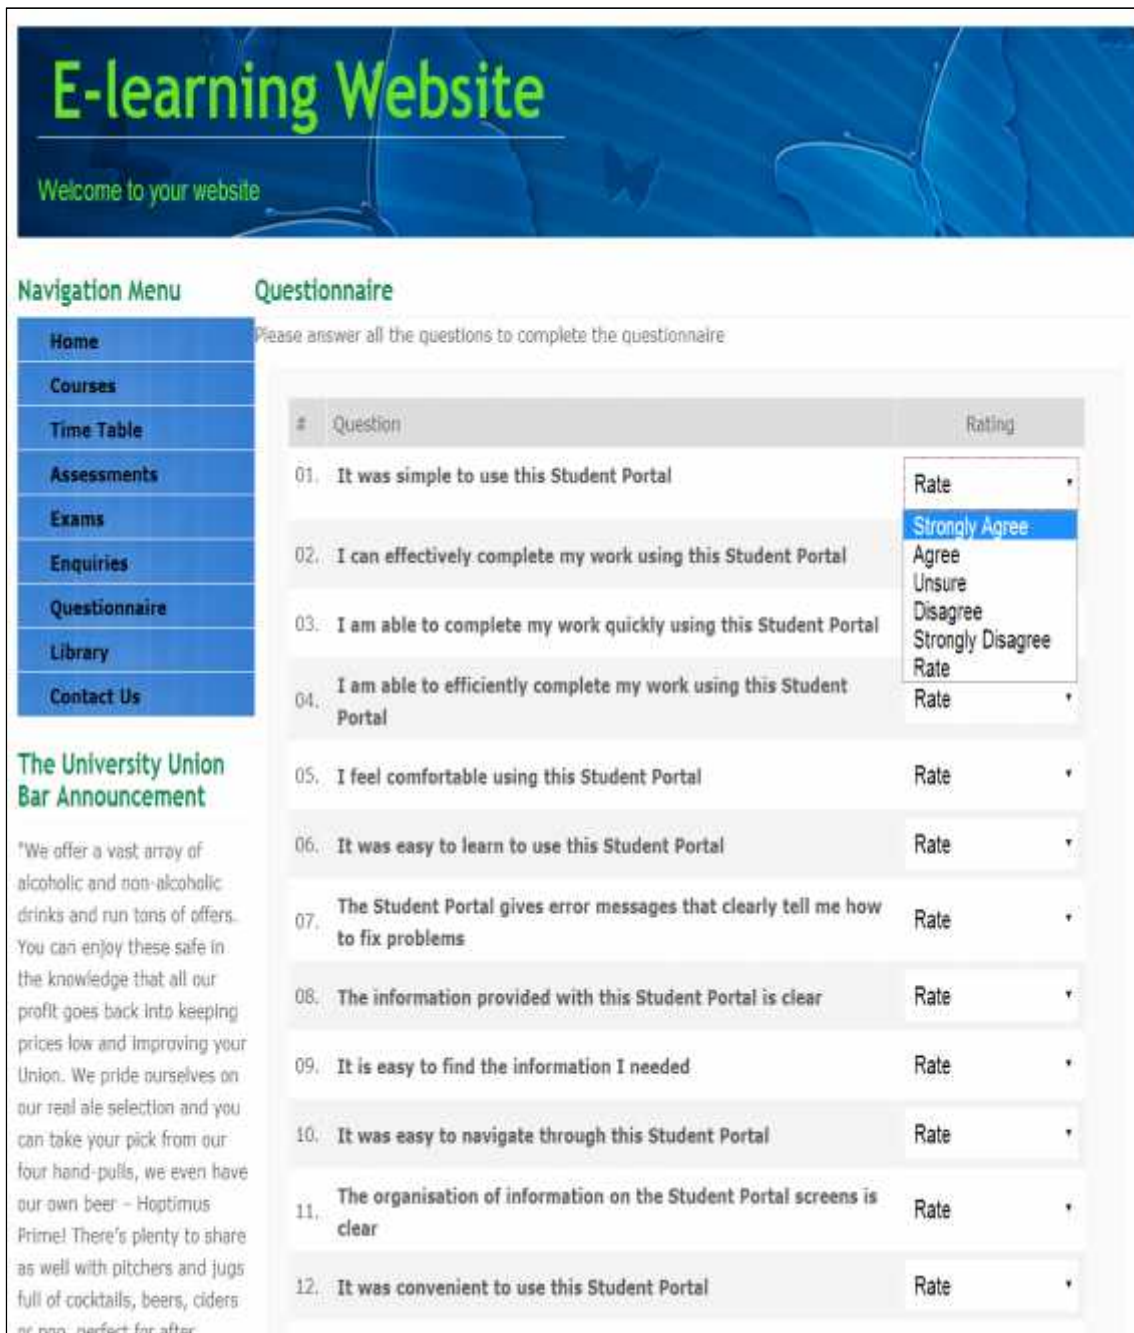 E-learning Website
Welcome to your website
Navigation Menu
Home
Courses
Time Table
Assessments
Exams
Enquiries
Questionnaire
Library
Contact Us
The University Union
Bar Announcement
"We offer a vast array of
alcoholic and non-alcoholic
drinks and run tons of offers.
You can enjoy these safe in
the knowledge that all our
profit goes back into keeping
prices low and improving your
Union. We pride ourselves on
our real ale selection and you
can take your pick from our
four hand-pulls, we even have
our own beer – Hoptimus
Prime! There's plenty to share
as well with pitchers and jugs
full of cocktails, beers, ciders
or pop, perfect for after
Questionnaire
Please answer all the questions to complete the questionnaire
# Question Rating
01. It was simple to use this Student Portal Rate
Strongly Agree
Agree
Unsure
Disagree
Strongly Disagree
Rate
02. I can effectively complete my work using this Student Portal
03. I am able to complete my work quickly using this Student Portal
04. I am able to efficiently complete my work using this Student
Portal
Rate
05. I feel comfortable using this Student Portal Rate
06. It was easy to learn to use this Student Portal Rate
07. The Student Portal gives error messages that clearly tell me how
to fix problems
Rate
08. The information provided with this Student Portal is clear Rate
09. It is easy to find the information I needed Rate
10. It was easy to navigate through this Student Portal Rate
11. The organisation of information on the Student Portal screens is
clear
Rate
12. It was convenient to use this Student Portal Rate